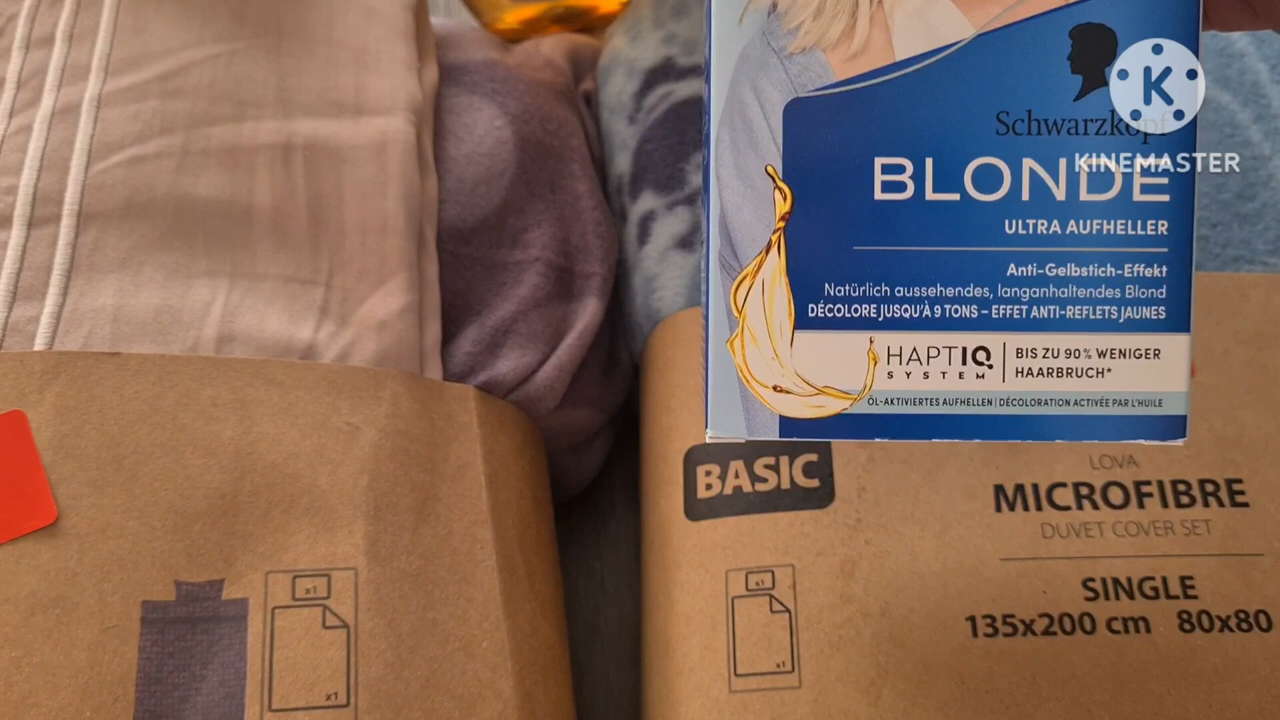 Schwarzkopf
K
KINEMASTER
BLONDE
ULTRA AUFHELLER
Anti-Gelbstich-Effekt
Natürlich aussehendes, langanhaltendes Blond
DÉCOLORE JUSQU'À 9 TONS – EFFET ANTI-REFLETS JAUNES
HAPTIQ
SYSTEM
BIS ZU 90% WENIGER
HAARBRUCH*
ÖL-AKTIVIERTES AUFHELLEN | DÉCOLORATION ACTIVÉE PAR L'HUILE
BASIC
LOVA
MICROFIBRE
DUVET COVER SET
SINGLE
135x200 cm 80x80
x1
x1
x1
x1